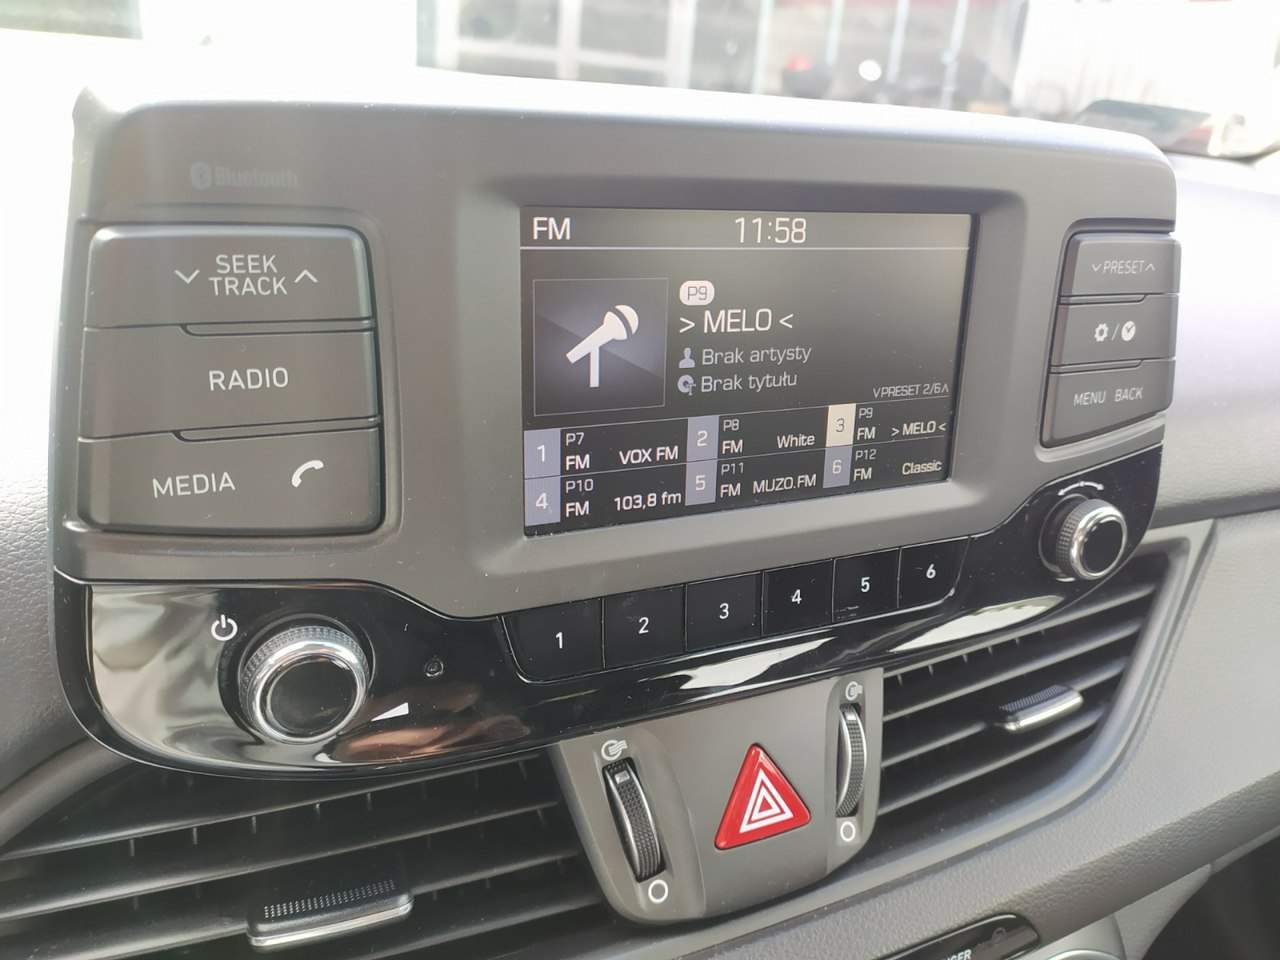 Bluetooth
SEEK
TRACK
RADIO
MEDIA
FM 11:58
P9
> MELO <
Brak artysty
Brak tytułu
PRESET 2/6
1 P7 FM VOX FM
2 P8 FM White
3 P9 FM > MELO <
4 P10 FM 103,8 fm
5 P11 FM MUZO.FM
6 P12 FM Classic
PRESET
MENU BACK
1 2 3 4 5 6